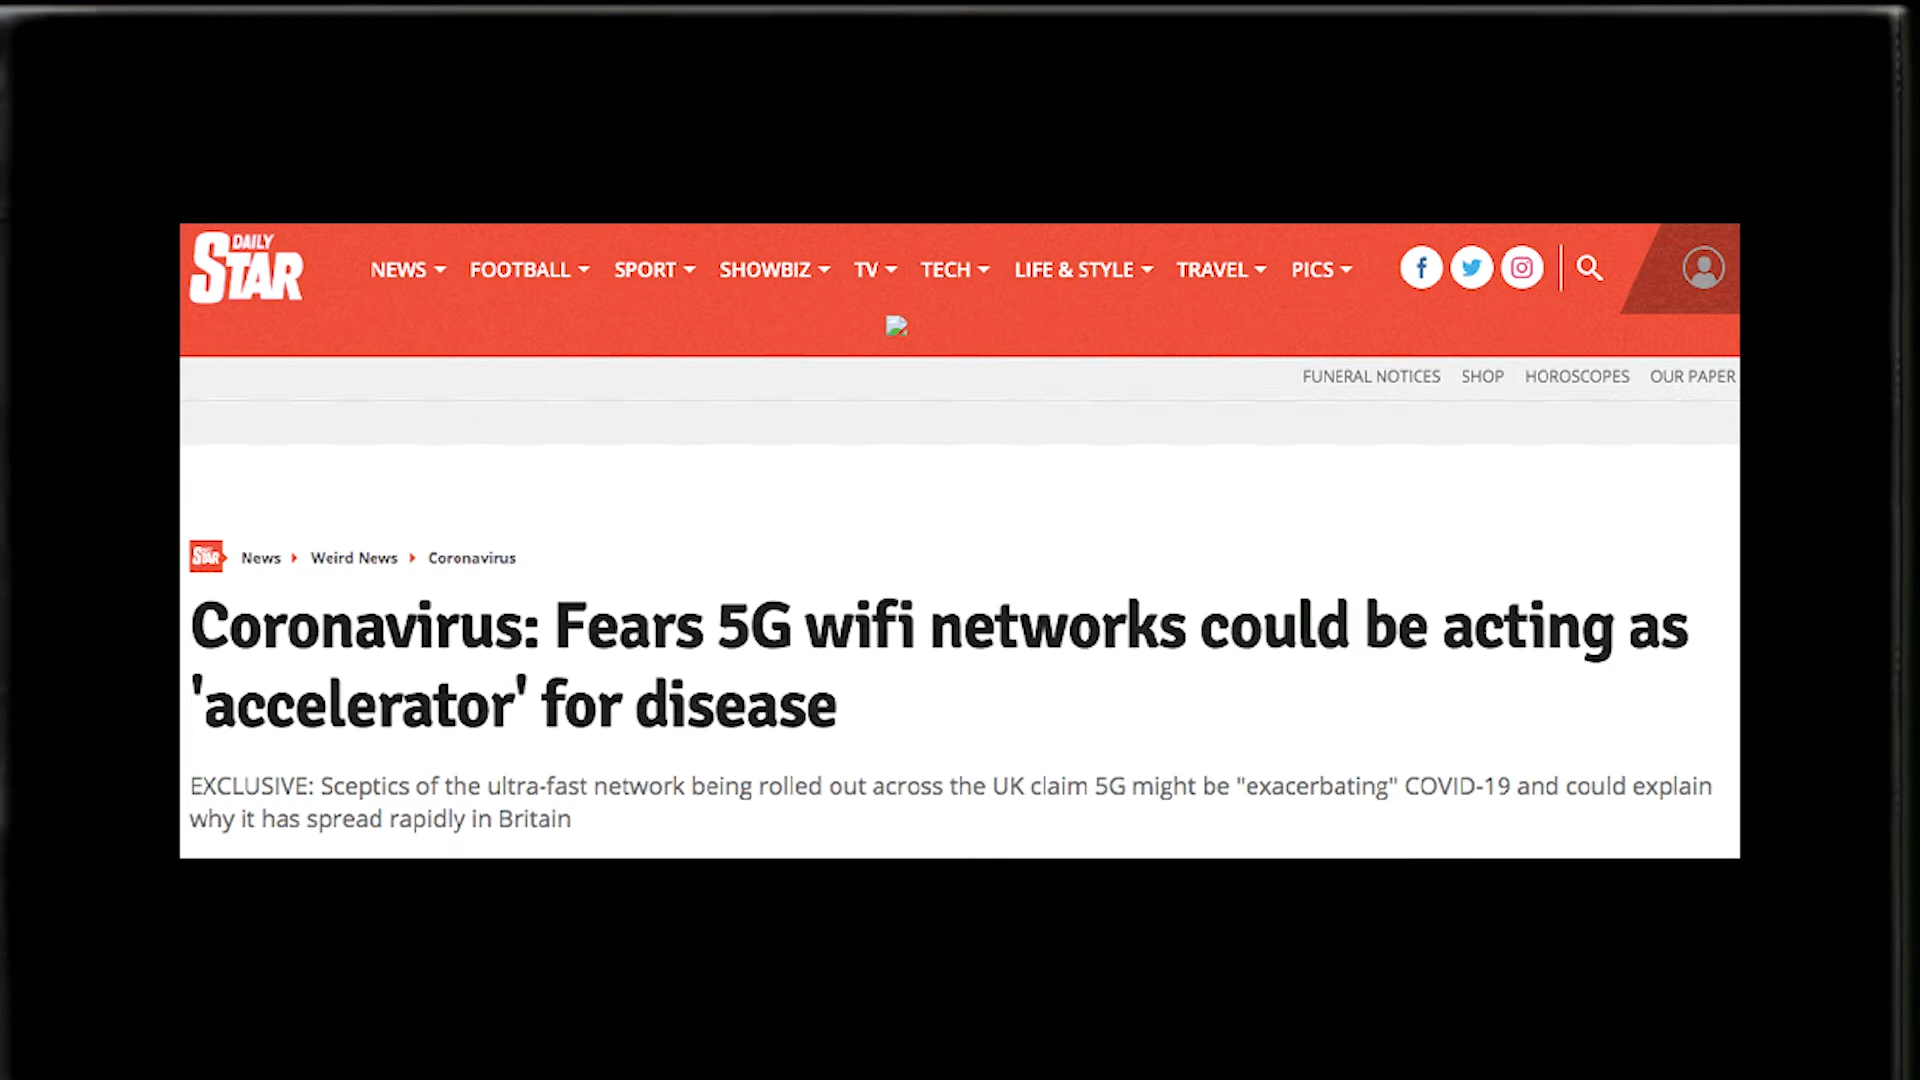 DAILY
STAR
NEWS FOOTBALL SPORT SHOWBIZ TV TECH LIFE & STYLE TRAVEL PICS
FUNERAL NOTICES SHOP HOROSCOPES OUR PAPER
STAR News Weird News Coronavirus
Coronavirus: Fears 5G wifi networks could be acting as
'accelerator' for disease
EXCLUSIVE: Sceptics of the ultra-fast network being rolled out across the UK claim 5G might be "exacerbating" COVID-19 and could explain
why it has spread rapidly in Britain